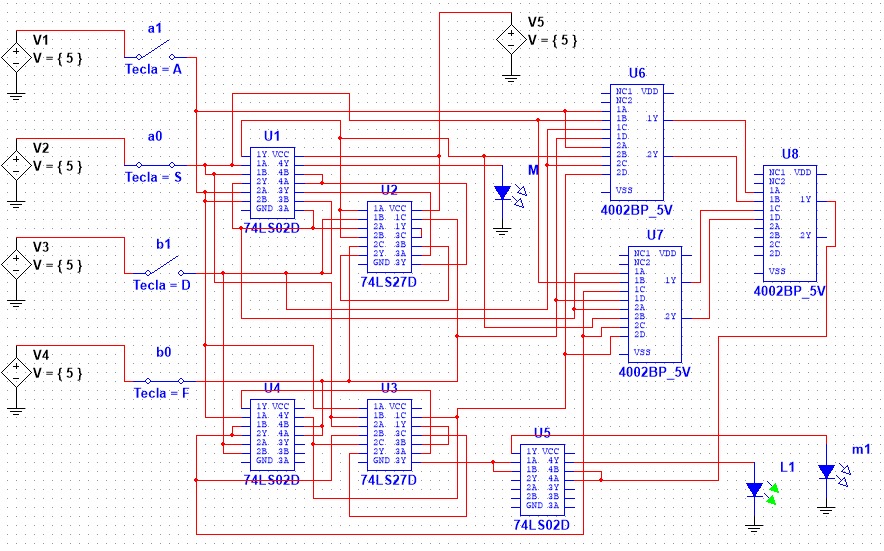 V1
V = { 5 }
a1
Tecla = A
V5
V = { 5 }
V2
V = { 5 }
a0
Tecla = S
V3
V = { 5 }
b1
Tecla = D
V4
V = { 5 }
b0
Tecla = F
U1
1Y VCC
1A 4Y
1B 4B
2Y 4A
2A 3Y
2B 3B
GND 3A
74LS02D
U2
1A VCC
1B 1C
2A 1Y
2B 3C
2C 3B
2Y 3A
GND 3Y
74LS27D
M
U6
NC1 VDD
NC2
1A
1B 1Y
1C
1D
2A
2B 2Y
2C
2D
VSS
4002BP_5V
U7
NC1 VDD
NC2
1A
1B 1Y
1C
1D
2A
2B 2Y
2C
2D
VSS
4002BP_5V
U8
NC1 VDD
NC2
1A
1B 1Y
1C
1D
2A
2B 2Y
2C
2D
VSS
4002BP_5V
U4
1Y VCC
1A 4Y
1B 4B
2Y 4A
2A 3Y
2B 3B
GND 3A
74LS02D
U3
1A VCC
1B 1C
2A 1Y
2B 3C
2C 3B
2Y 3A
GND 3Y
74LS27D
U5
1Y VCC
1A 4Y
1B 4B
2Y 4A
2A 3Y
2B 3B
GND 3A
74LS02D
L1
m1